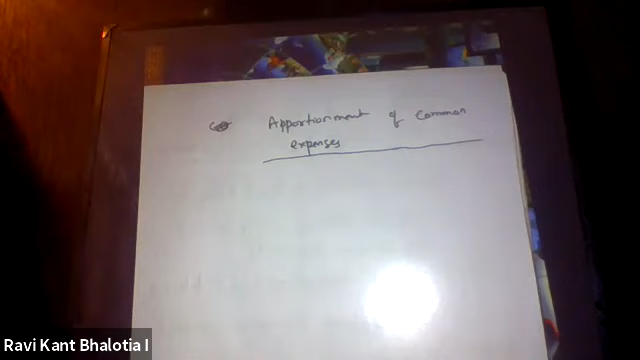 Apportionment of common
expenses
Ravi Kant Bhalotia I